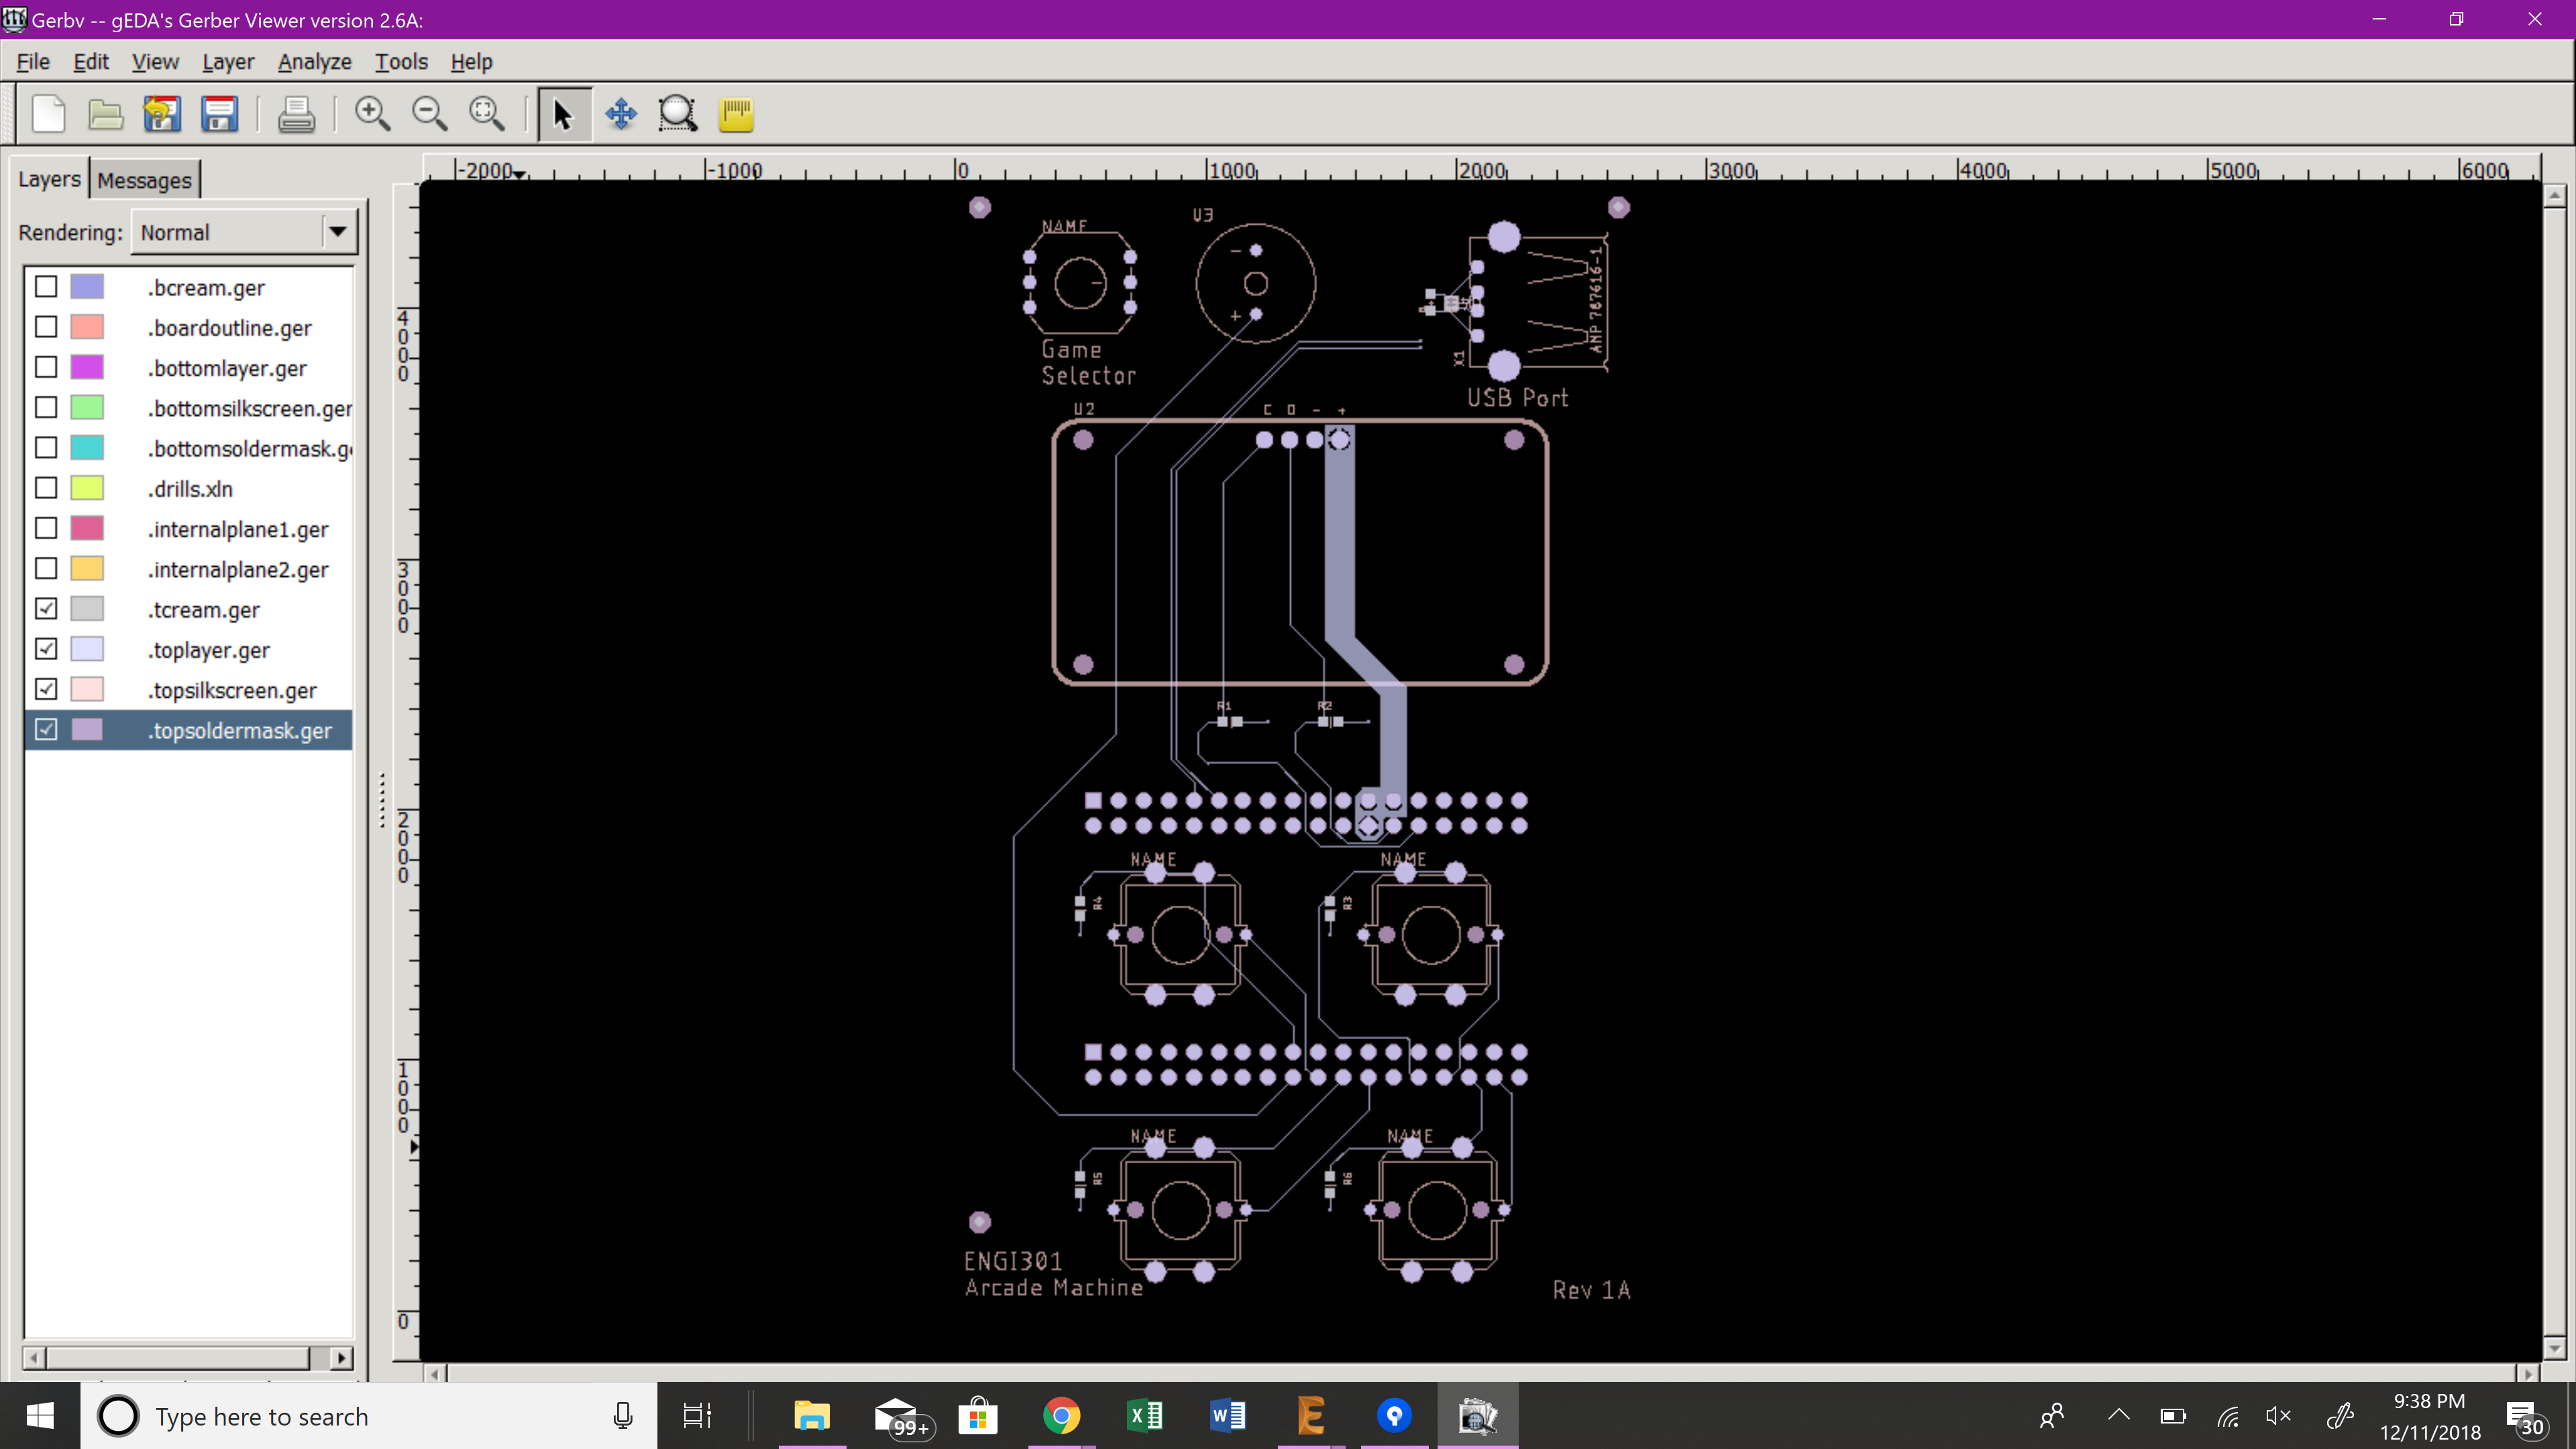 Gerbv -- gEDA's Gerber Viewer version 2.6A:
File Edit View Layer Analyze Tools Help
Layers Messages
Rendering: Normal
.bcream.ger
.boardoutline.ger
.bottomlayer.ger
.bottomsilkscreen.ger
.bottomsoldermask.g
.drills.xln
.internalplane1.ger
.internalplane2.ger
.tcream.ger
.toplayer.ger
.topsilkscreen.ger
.topsoldermask.ger
-2000 -1000 0 1000 2000 3000 4000 5000 6000
4000
3000
2000
1000
0
NAME
U3
- +
Game
Selector
X1
AMP 787616-1
USB Port
U2
C D - +
R1 R2
NAME NAME
R4 R3
NAME NAME
R5 R6
ENGI301
Arcade Machine
Rev 1A
Type here to search
99+
9:38 PM
12/11/2018
30